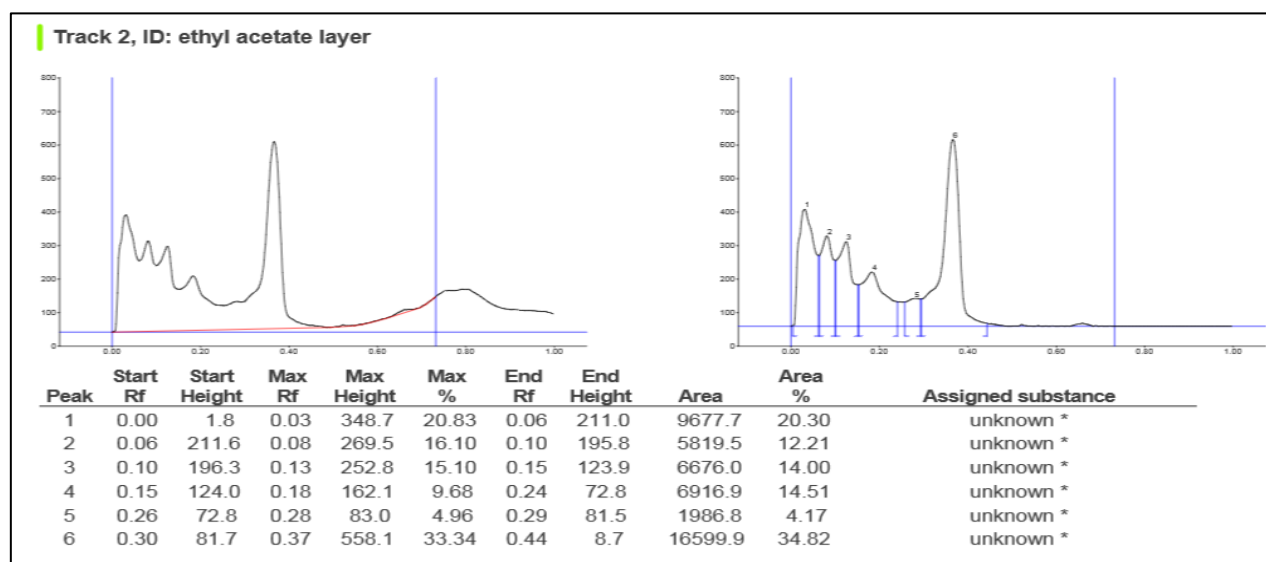 Track 2, ID: ethyl acetate layer
800
700
600
500
400
300
200
100
0
0.00 0.20 0.40 0.60 0.80 1.00
800
700
600
500
400
300
200
100
0
1
2
3
4
5
6
0.00 0.20 0.40 0.60 0.80 1.00
Peak Start Rf Start Height Max Rf Max Height Max % End Rf End Height Area Area % Assigned substance
1 0.00 1.8 0.03 348.7 20.83 0.06 211.0 9677.7 20.30 unknown *
2 0.06 211.6 0.08 269.5 16.10 0.10 195.8 5819.5 12.21 unknown *
3 0.10 196.3 0.13 252.8 15.10 0.15 123.9 6676.0 14.00 unknown *
4 0.15 124.0 0.18 162.1 9.68 0.24 72.8 6916.9 14.51 unknown *
5 0.26 72.8 0.28 83.0 4.96 0.29 81.5 1986.8 4.17 unknown *
6 0.30 81.7 0.37 558.1 33.34 0.44 8.7 16599.9 34.82 unknown *